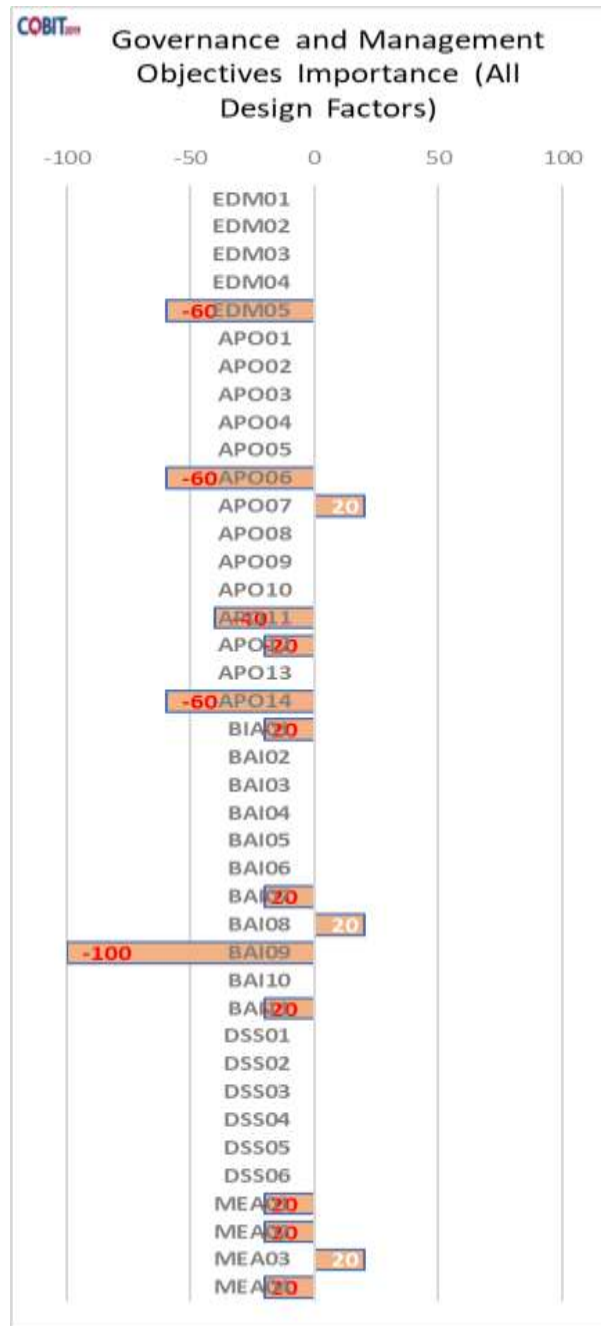 COBIT 2019
Governance and Management
Objectives Importance (All
Design Factors)
-100 -50 0 50 100
EDM01
EDM02
EDM03
EDM04
-60 EDM05
APO01
APO02
APO03
APO04
APO05
-60 APO06
APO07 20
APO08
APO09
APO10
-40
-20
APO13
-60 APO14
-20
BAI02
BAI03
BAI04
BAI05
BAI06
-20
BAI08 20
-100 BAI09
BAI10
-20
DSS01
DSS02
DSS03
DSS04
DSS05
DSS06
-20
-20
MEA03 20
-20